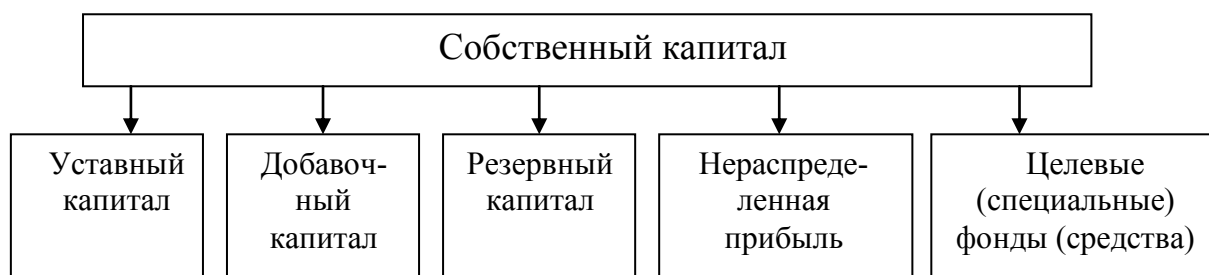 Собственный капитал
Уставный
капитал
Добавоч-
ный
капитал
Резервный
капитал
Нераспреде-
ленная
прибыль
Целевые
(специальные)
фонды (средства)